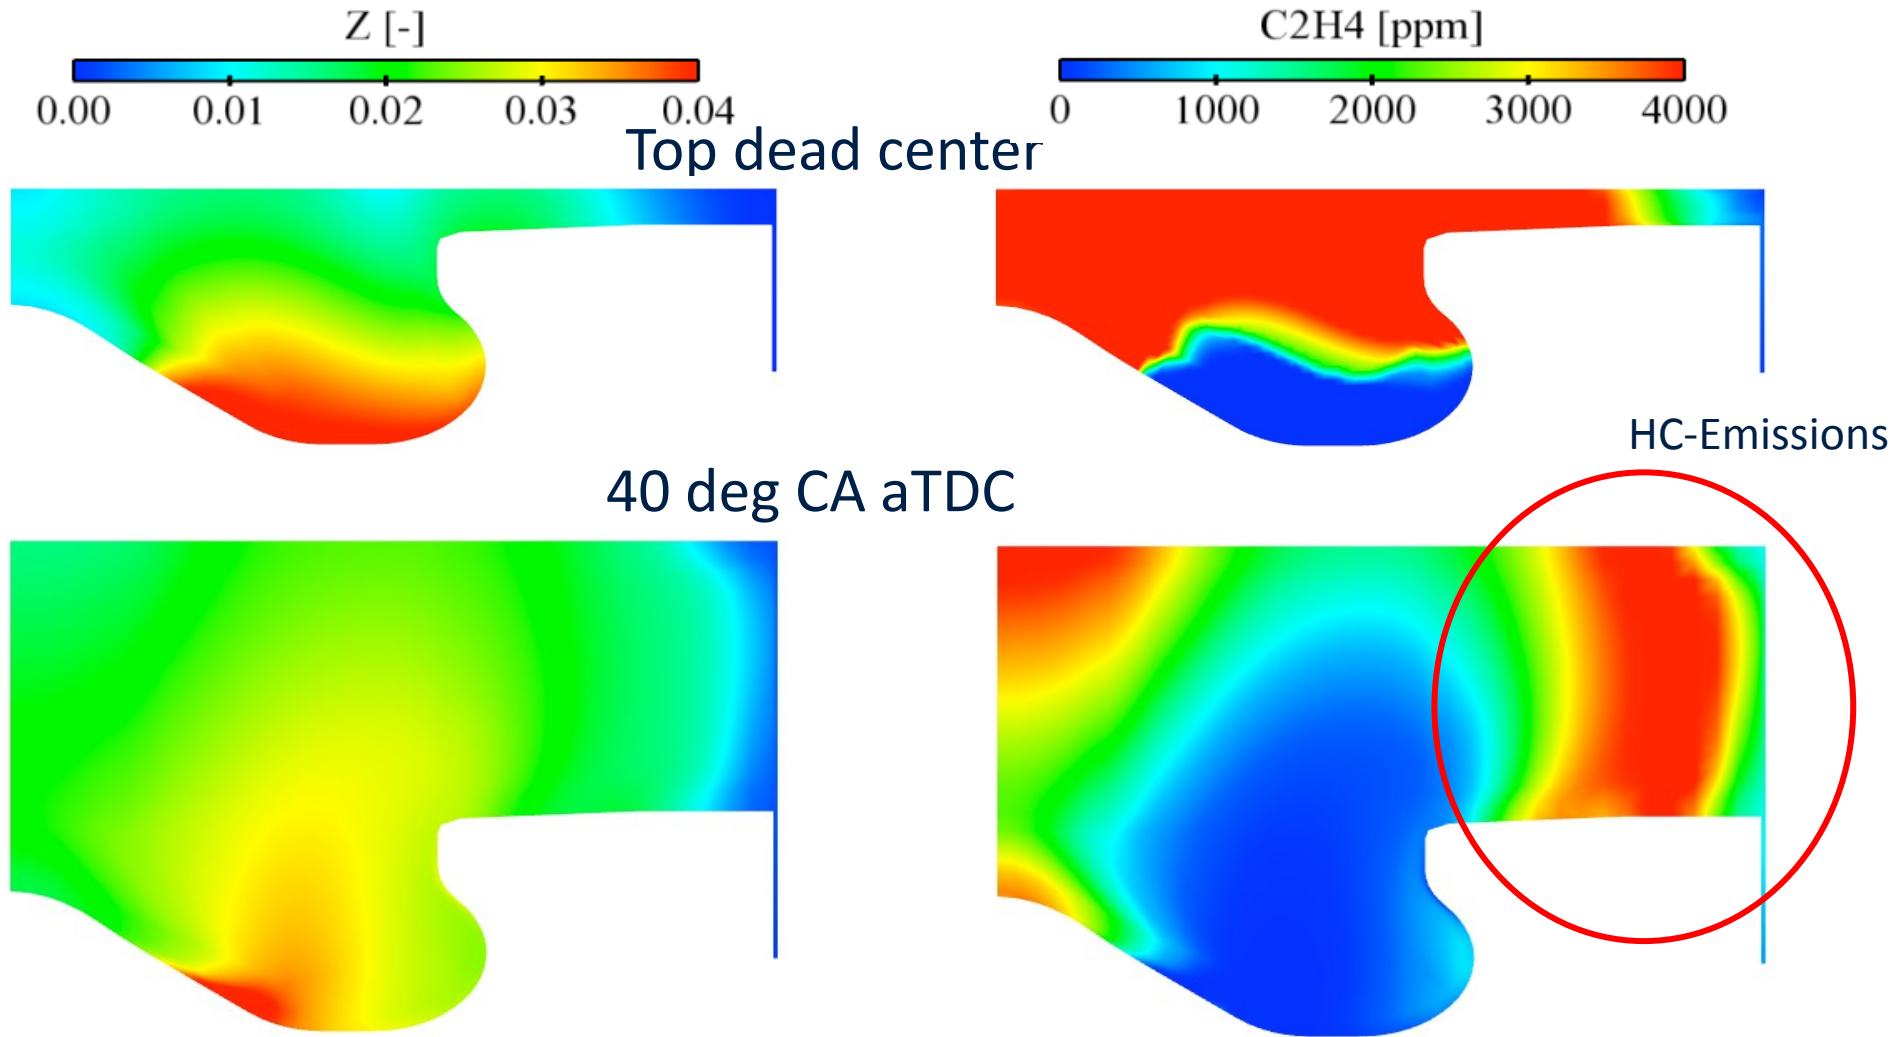 Z [-]
0.00 0.01 0.02 0.03 0.04
C2H4 [ppm]
0 1000 2000 3000 4000
Top dead center
HC-Emissions
40 deg CA aTDC